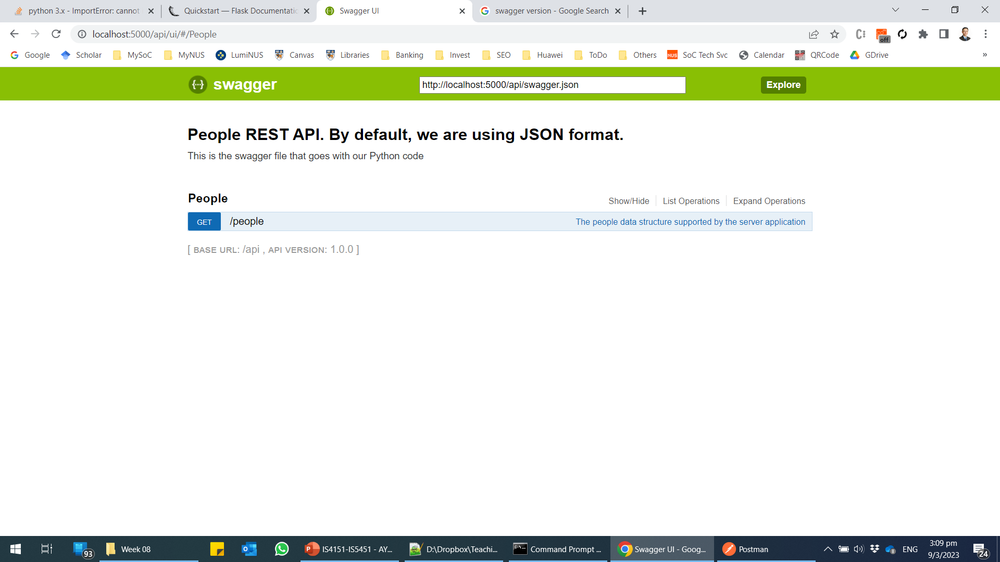 python 3.x - ImportError: cannot
Quickstart — Flask Documentatic
Swagger UI
swagger version - Google Search
localhost:5000/api/ui/#/People
off
Google
Scholar
MySoC
MyNUS
LumiNUS
Canvas
Libraries
Banking
Invest
SEO
Huawei
ToDo
Others
NUS
SoC Tech Svc
Calendar
QRCode
GDrive
»
{···} swagger
http://localhost:5000/api/swagger.json
Explore
People REST API. By default, we are using JSON format.
This is the swagger file that goes with our Python code
People
Show/Hide
List Operations
Expand Operations
GET
/people
The people data structure supported by the server application
[ BASE URL: /api , API VERSION: 1.0.0 ]
93
Week 08
IS4151-IS5451 - AY...
D:\Dropbox\Teachi...
Command Prompt ...
Swagger UI - Goog...
Postman
ENG
3:09 pm
9/3/2023
24